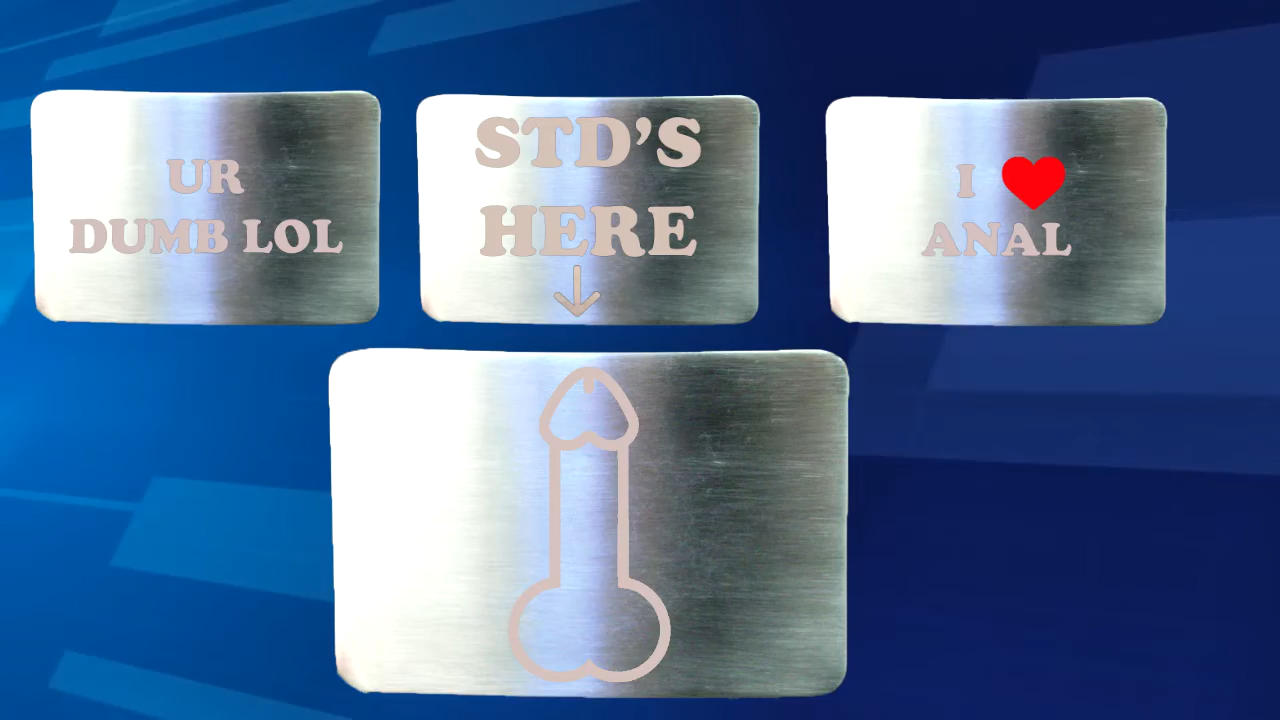 UR
DUMB LOL
STD'S
HERE
I
ANAL